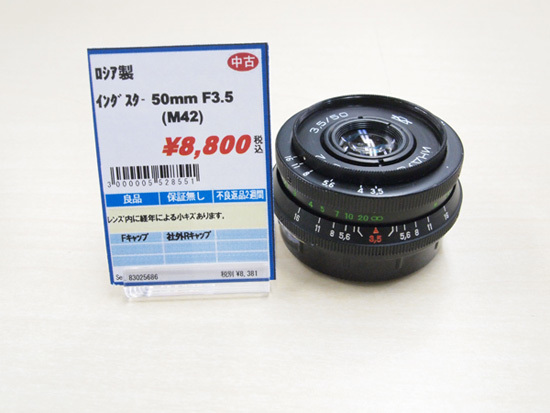 中古
ロシア製
インダスター 50mm F3.5
(M42)
¥8,800税込
3000005528551
良品 保証無し 不良返品2週間
レンズ内に経年による小キズあります。
Fキャップ 社外Rキャップ
83025686 税別 ¥8,381
3,5/50
16 11 8 5,6 4 3,5
4 5 7 10 20 ∞
16 11 8 5,6 3,5 5,6 8 11 16